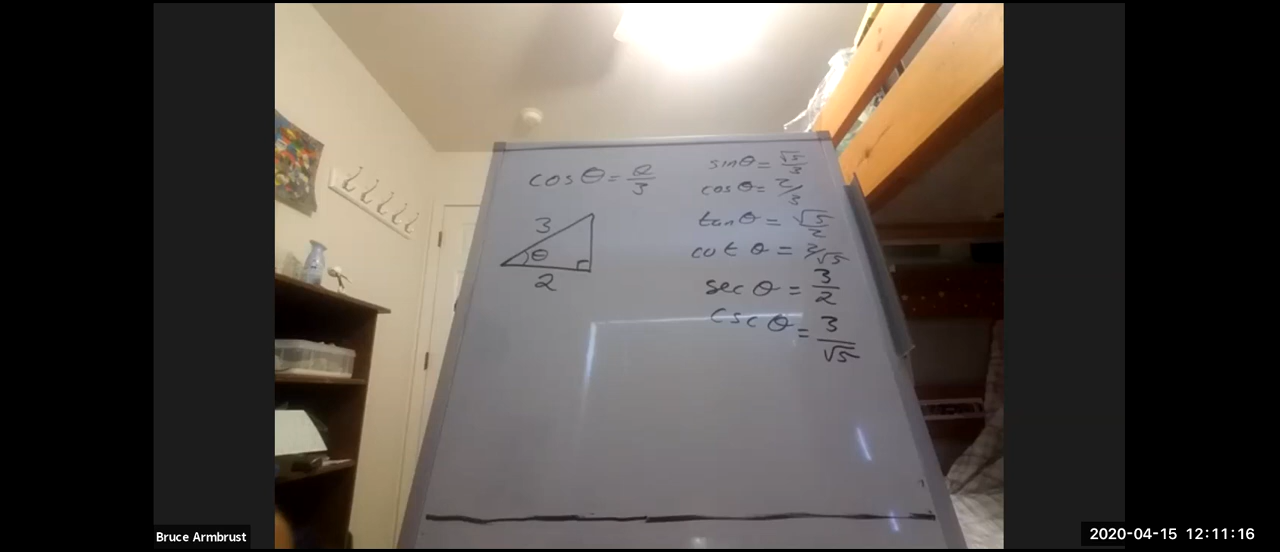 cos θ = 2/3
3
θ
2
sin θ = √5/3
cos θ = 2/3
tan θ = √5/2
cot θ = 2/√5
sec θ = 3/2
csc θ = 3/√5
Bruce Armbrust
2020-04-15 12:11:16